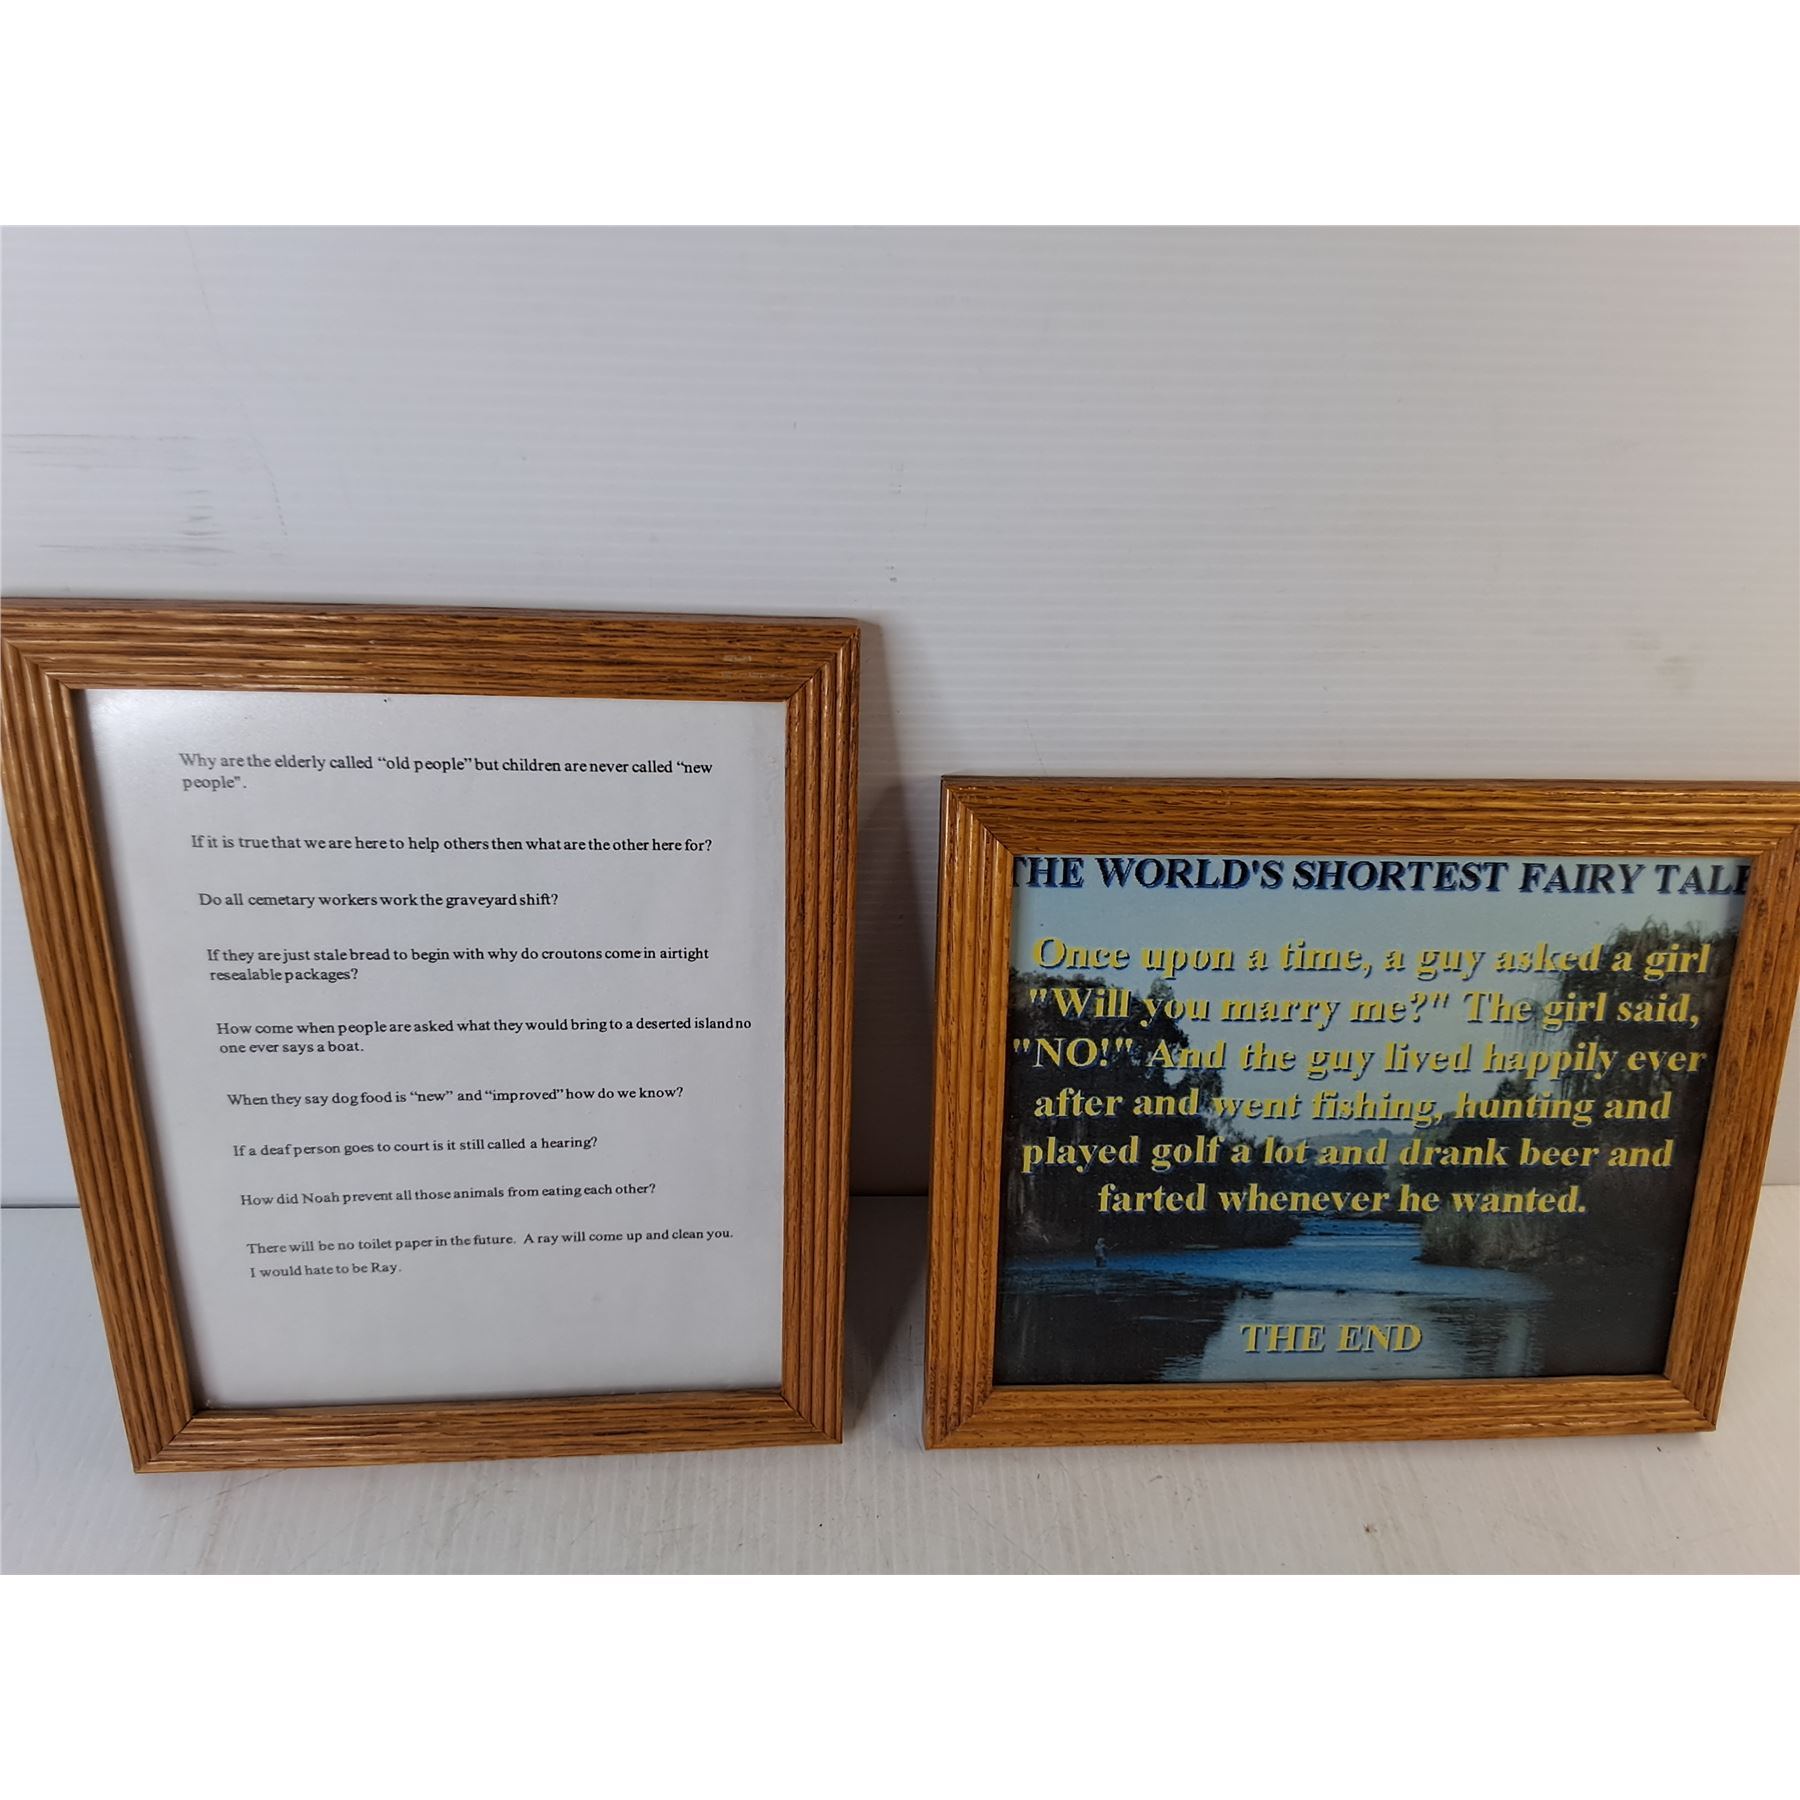 Why are the elderly called “old people” but children are never called “new
people”.
If it is true that we are here to help others then what are the other here for?
Do all cemetary workers work the graveyard shift?
If they are just stale bread to begin with why do croutons come in airtight
resealable packages?
How come when people are asked what they would bring to a deserted island no
one ever says a boat.
When they say dog food is “new” and “improved” how do we know?
If a deaf person goes to court is it still called a hearing?
How did Noah prevent all those animals from eating each other?
There will be no toilet paper in the future. A ray will come up and clean you.
I would hate to be Ray.
THE WORLD'S SHORTEST FAIRY TALE
Once upon a time, a guy asked a girl
"Will you marry me?" The girl said,
"NO!" And the guy lived happily ever
after and went fishing, hunting and
played golf a lot and drank beer and
farted whenever he wanted.
THE END